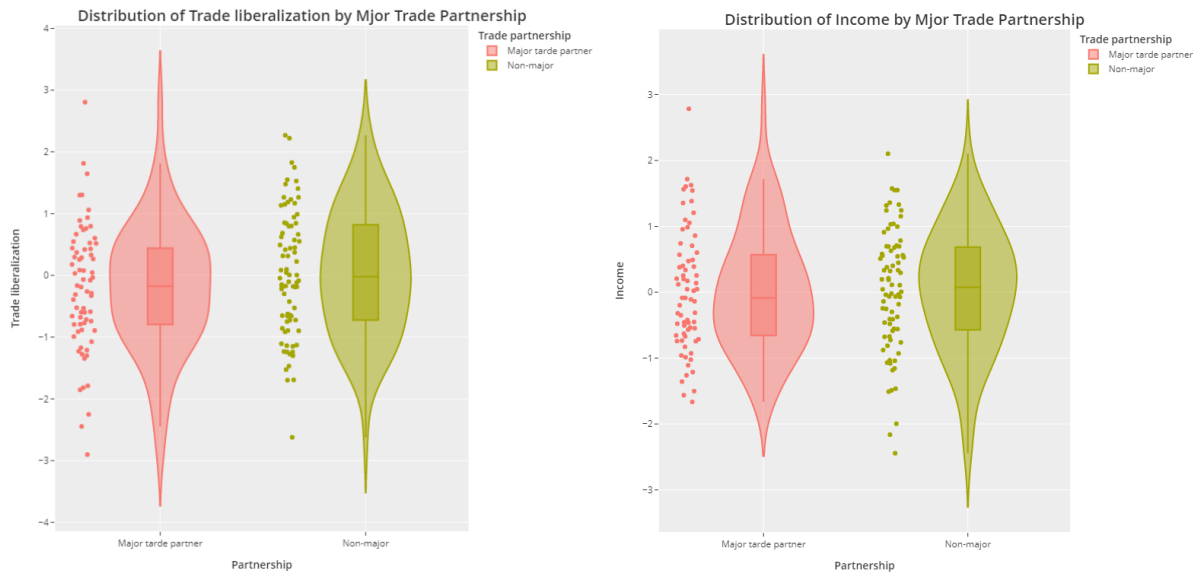 Distribution of Trade liberalization by Mjor Trade Partnership
Trade partnership
Major tarde partner
Non-major
4
3
2
1
0
−1
−2
−3
−4
Trade liberalization
Major tarde partner
Non-major
Partnership
Distribution of Income by Mjor Trade Partnership
Trade partnership
Major tarde partner
Non-major
3
2
1
0
−1
−2
−3
Income
Major tarde partner
Non-major
Partnership